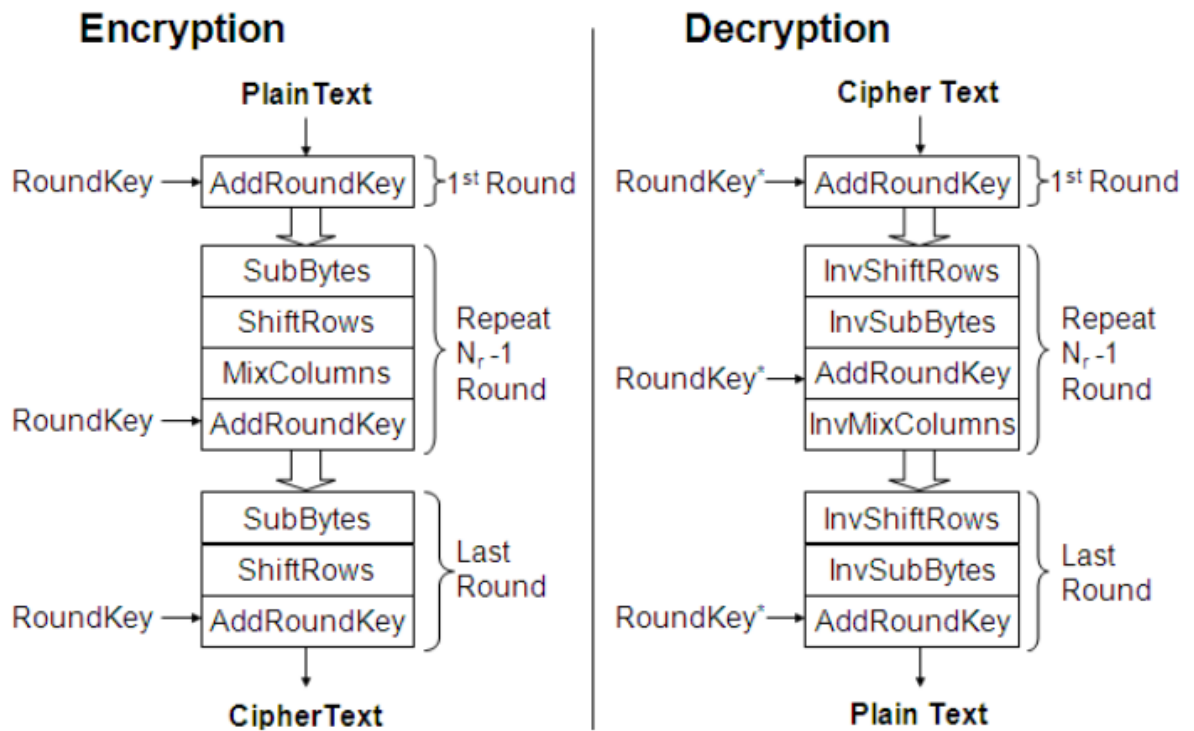 Encryption
PlainText
RoundKey
AddRoundKey
1st Round
SubBytes
ShiftRows
MixColumns
RoundKey
AddRoundKey
Repeat
Nr -1
Round
SubBytes
ShiftRows
RoundKey
AddRoundKey
Last
Round
CipherText
Decryption
Cipher Text
RoundKey*
AddRoundKey
1st Round
InvShiftRows
InvSubBytes
RoundKey*
AddRoundKey
InvMixColumns
Repeat
Nr -1
Round
InvShiftRows
InvSubBytes
RoundKey*
AddRoundKey
Last
Round
Plain Text